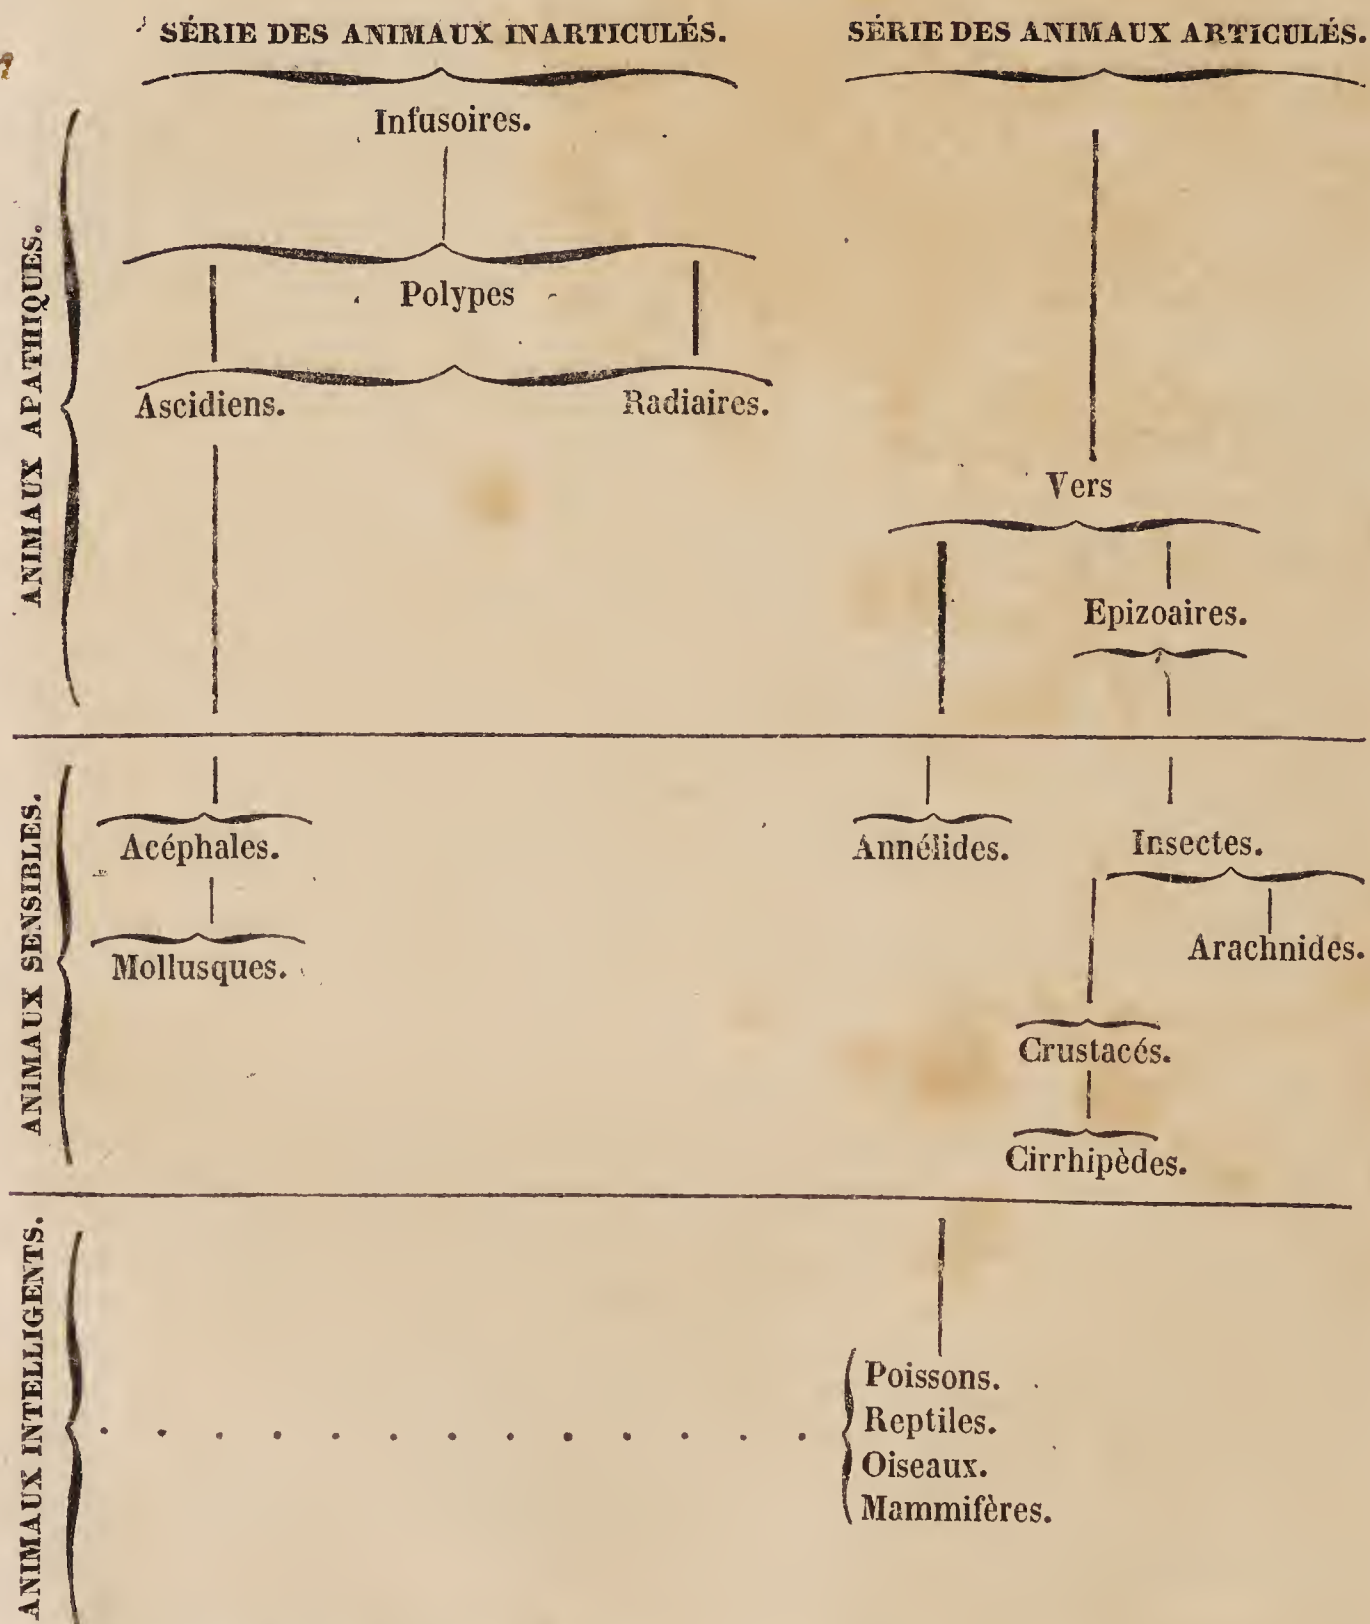 SÉRIE DES ANIMAUX INARTICULÉS.
SÉRIE DES ANIMAUX ARTICULÉS.
ANIMAUX APATHIQUES.
Infusoires.
Polypes
Ascidiens.
Radiaires.
Vers
Epizoaires.
ANIMAUX SENSIBLES.
Acéphales.
Annélides.
Insectes.
Mollusques.
Arachnides.
Crustacés.
Cirrhipèdes.
ANIMAUX INTELLIGENTS.
Poissons.
Reptiles.
Oiseaux.
Mammifères.